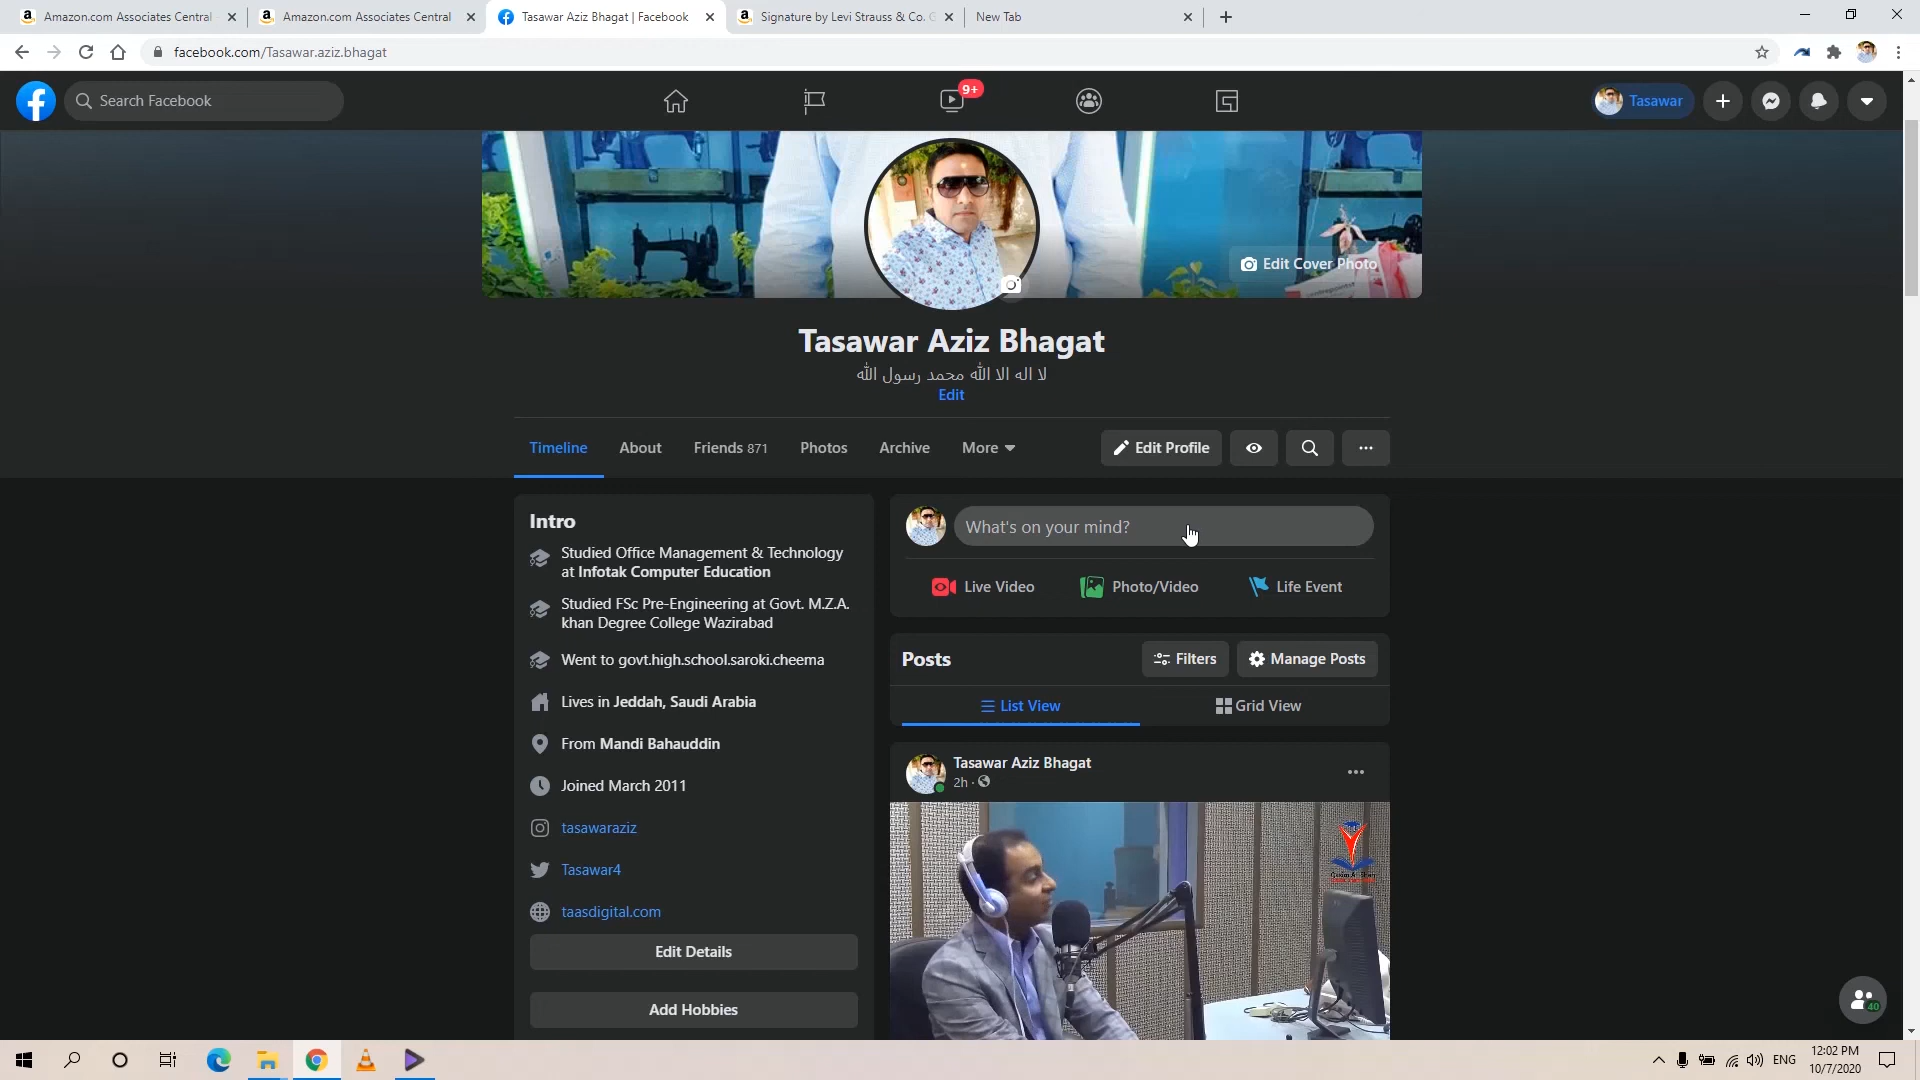 Amazon.com Associates Central
Amazon.com Associates Central
Tasawar Aziz Bhagat | Facebook
Signature by Levi Strauss & Co. G
New Tab
facebook.com/Tasawar.aziz.bhagat
Search Facebook
9+
Tasawar
Edit Cover Photo
Tasawar Aziz Bhagat
لا اله الا الله محمد رسول الله
Edit
Timeline
About
Friends 871
Photos
Archive
More
Edit Profile
Intro
Studied Office Management & Technology
at Infotak Computer Education
Studied FSc Pre-Engineering at Govt. M.Z.A.
khan Degree College Wazirabad
Went to govt.high.school.saroki.cheema
Lives in Jeddah, Saudi Arabia
From Mandi Bahauddin
Joined March 2011
tasawaraziz
Tasawar4
taasdigital.com
Edit Details
Add Hobbies
What's on your mind?
Live Video
Photo/Video
Life Event
Posts
Filters
Manage Posts
List View
Grid View
Tasawar Aziz Bhagat
2h ·
40
ENG
12:02 PM
10/7/2020